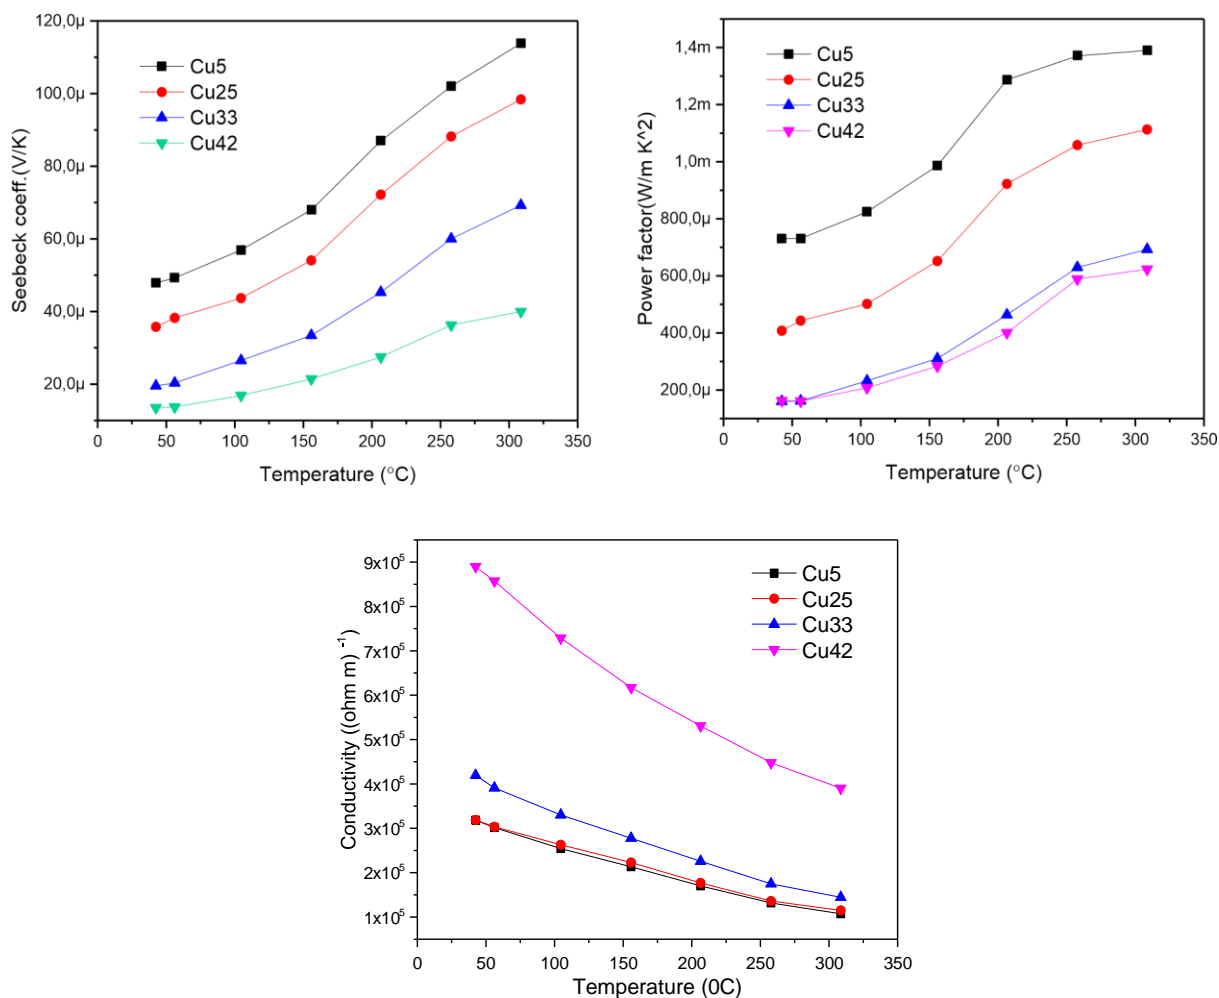 120,0µ
100,0µ
80,0µ
60,0µ
40,0µ
20,0µ
Seebeck coeff.(V/K)
Cu5
Cu25
Cu33
Cu42
0 50 100 150 200 250 300 350
Temperature (°C)
1,4m
1,2m
1,0m
800,0µ
600,0µ
400,0µ
200,0µ
Power factor(W/m K^2)
Cu5
Cu25
Cu33
Cu42
0 50 100 150 200 250 300 350
Temperature (°C)
9x10⁵
8x10⁵
7x10⁵
6x10⁵
5x10⁵
4x10⁵
3x10⁵
2x10⁵
1x10⁵
Conductivity ((ohm m) ⁻¹
Cu5
Cu25
Cu33
Cu42
0 50 100 150 200 250 300 350
Temperature (0C)